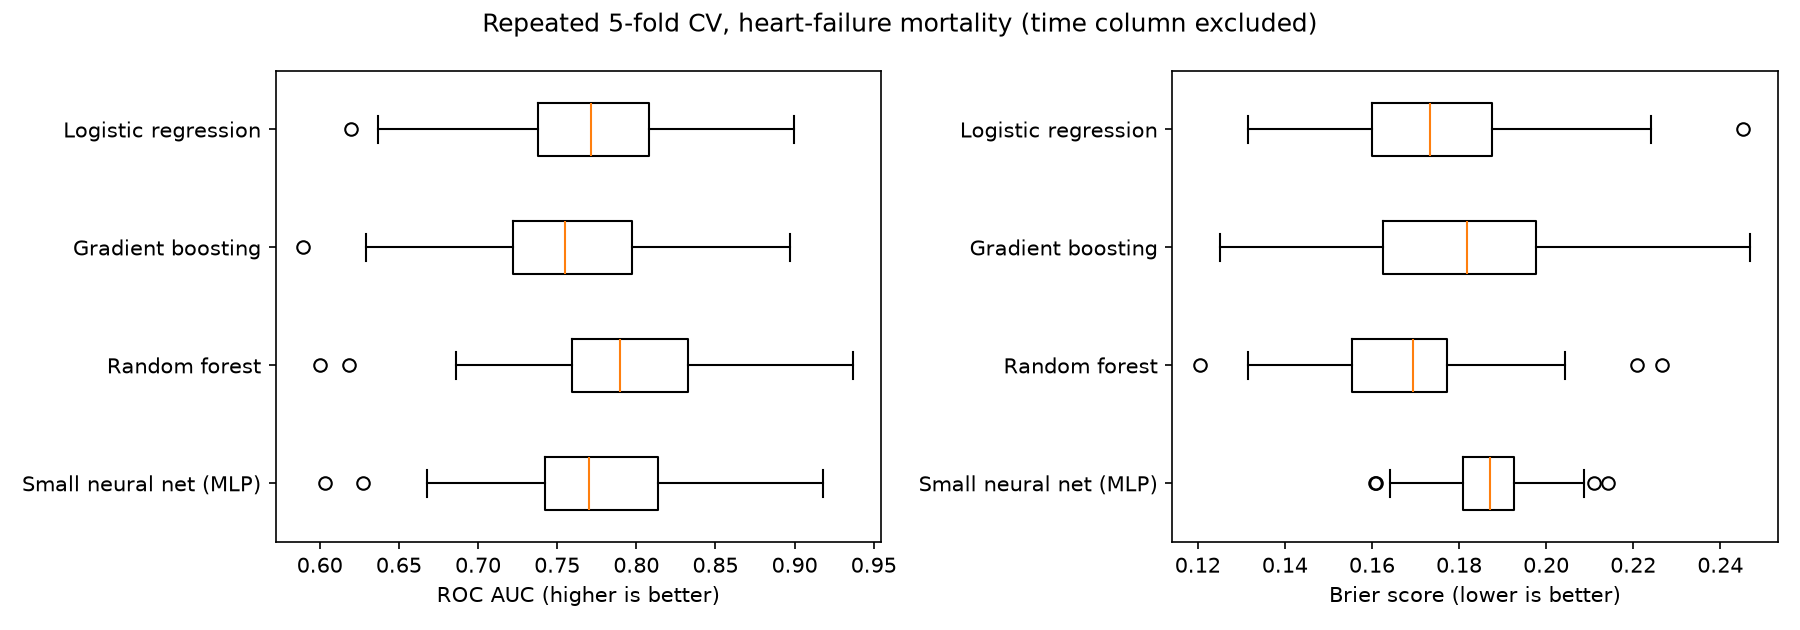 Repeated 5-fold CV, heart-failure mortality (time column excluded)
Logistic regression
Gradient boosting
Random forest
Small neural net (MLP)
0.60 0.65 0.70 0.75 0.80 0.85 0.90 0.95
ROC AUC (higher is better)
Logistic regression
Gradient boosting
Random forest
Small neural net (MLP)
0.12 0.14 0.16 0.18 0.20 0.22 0.24
Brier score (lower is better)